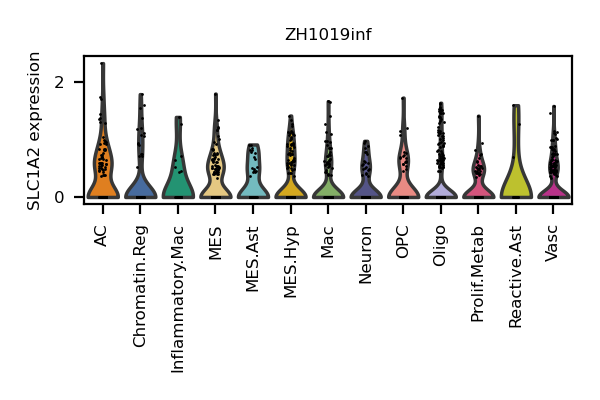 ZH1019inf
SLC1A2 expression
2
0
AC
Chromatin.Reg
Inflammatory.Mac
MES
MES.Ast
MES.Hyp
Mac
Neuron
OPC
Oligo
Prolif.Metab
Reactive.Ast
Vasc